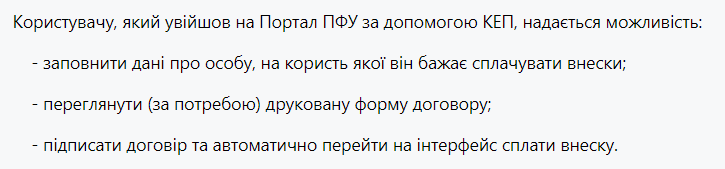 Користувачу, який увійшов на Портал ПФУ за допомогою КЕП, надається можливість:
- заповнити дані про особу, на користь якої він бажає сплачувати внески;
- переглянути (за потребою) друковану форму договору;
- підписати договір та автоматично перейти на інтерфейс сплати внеску.